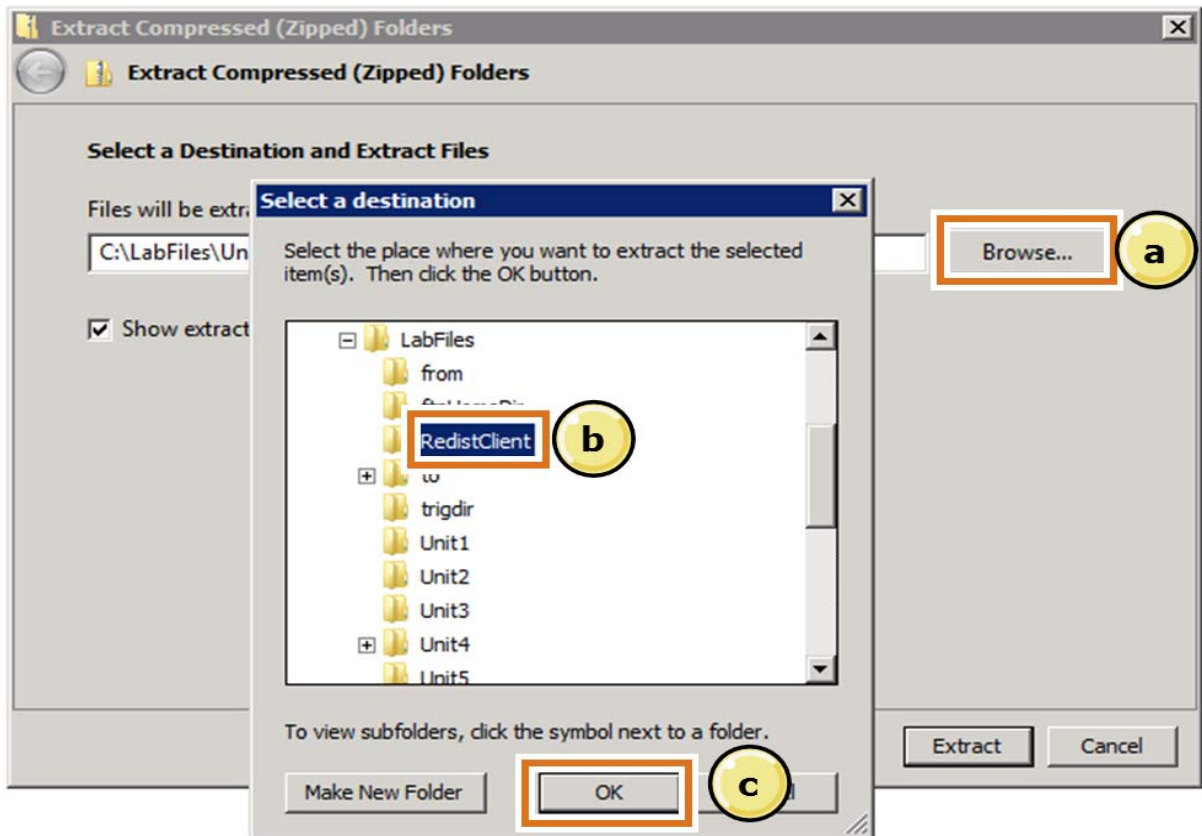 Extract Compressed (Zipped) Folders
Extract Compressed (Zipped) Folders
Select a Destination and Extract Files
Files will be extr
Select a destination
C:\LabFiles\Un
Select the place where you want to extract the selected
item(s). Then click the OK button.
Browse...
a
Show extract
LabFiles
from
RedistClient
b
to
trigdir
Unit1
Unit2
Unit3
Unit4
Unit5
To view subfolders, click the symbol next to a folder.
Extract
Cancel
Make New Folder
OK
c